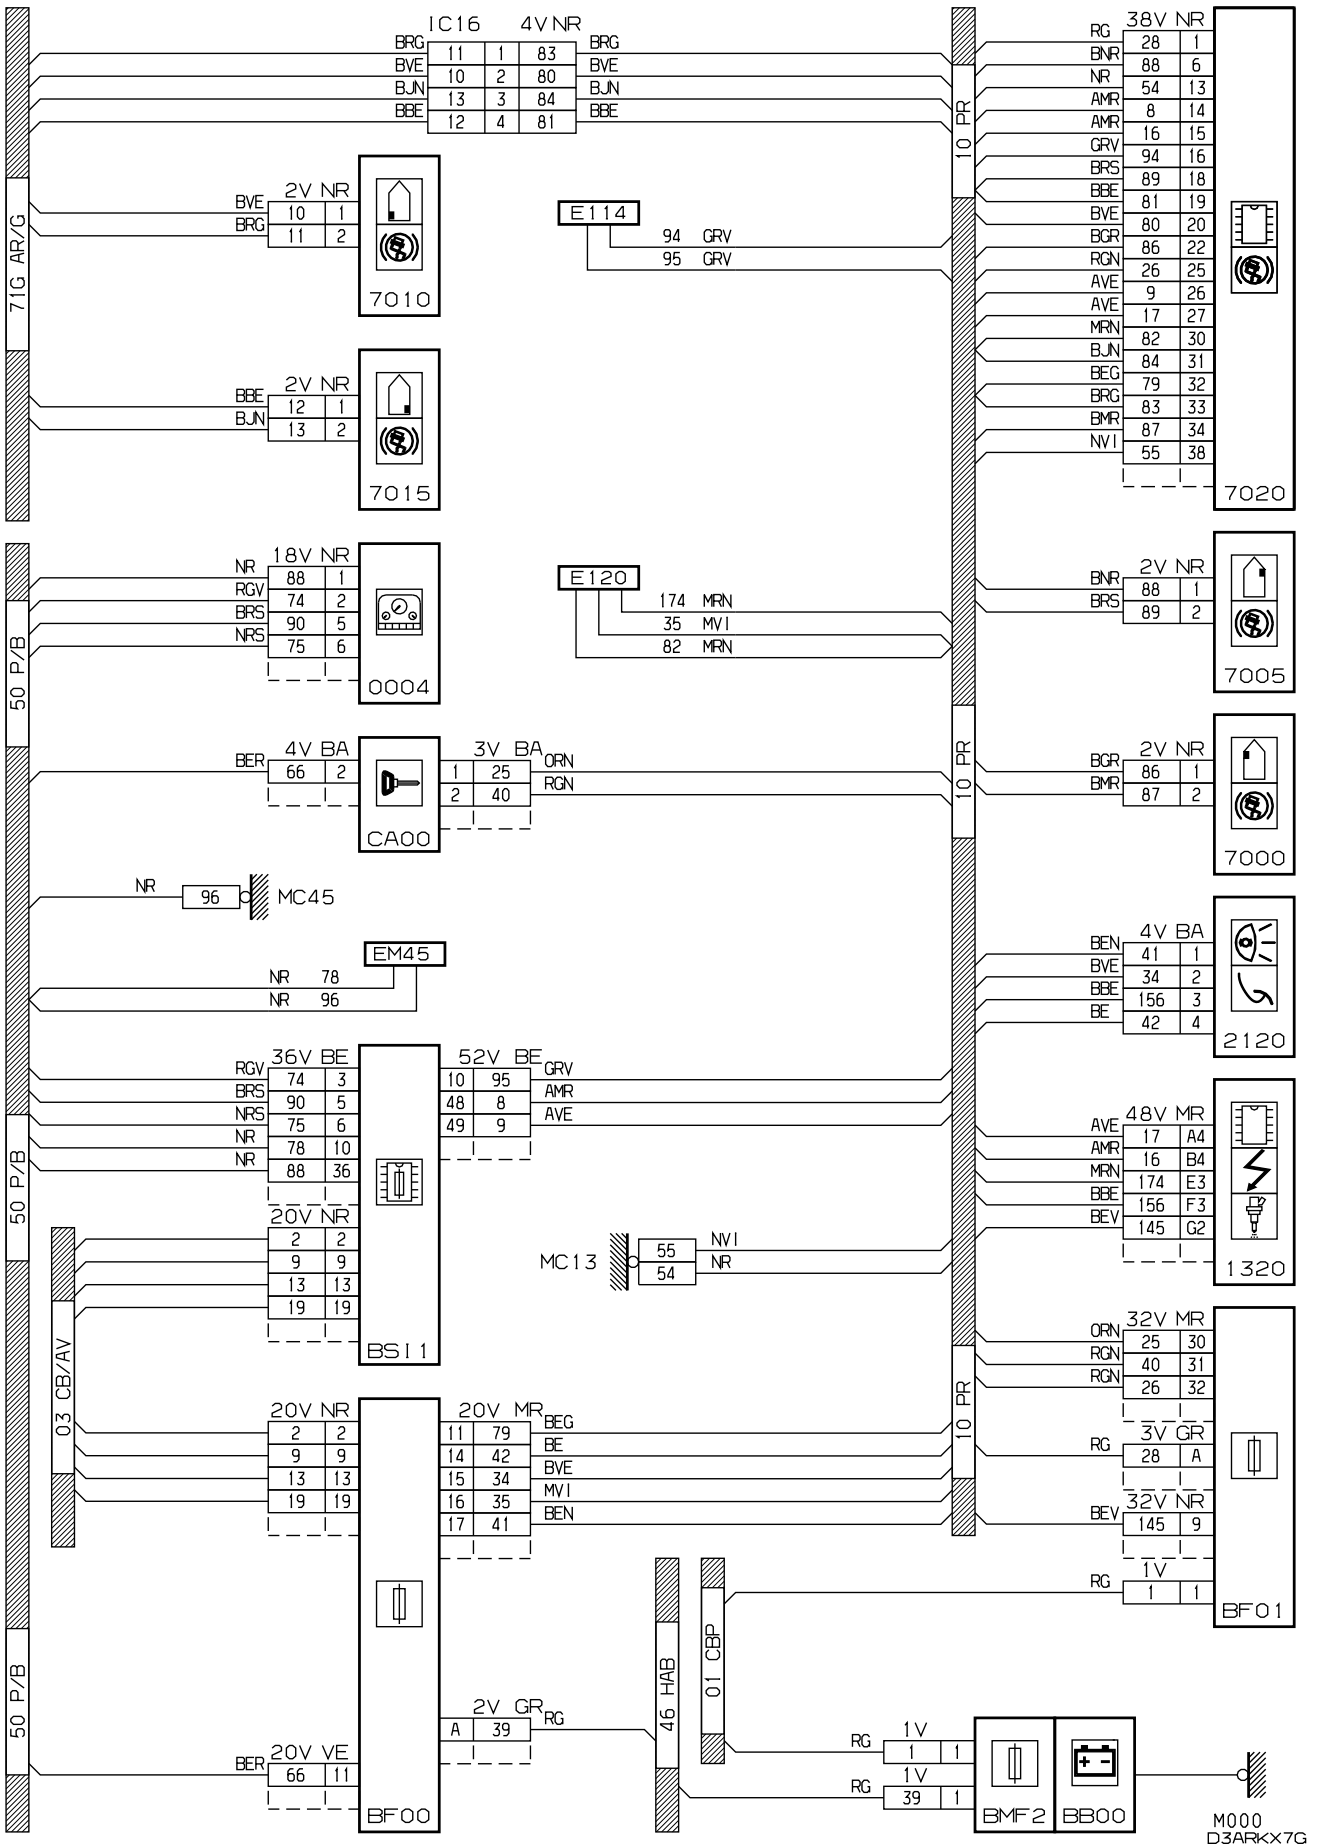 IC16 4V NR
BRG 11 1 83 BRG
BVE 10 2 80 BVE
BJN 13 3 84 BJN
BBE 12 4 81 BBE
71G AR/G
2V NR
BVE 10 1
BRG 11 2
7010
2V NR
BBE 12 1
BJN 13 2
7015
E114
94 GRV
95 GRV
10 PR
38V NR
RG 28 1
BNR 88 6
NR 54 13
AMR 8 14
AMR 16 15
GRV 94 16
BRS 89 18
BBE 81 19
BVE 80 20
BGR 86 22
RGN 26 25
AVE 9 26
AVE 17 27
MRN 82 30
BJN 84 31
BEG 79 32
BRG 83 33
BMR 87 34
NVI 55 38
7020
50 P/B
18V NR
NR 88 1
RGV 74 2
BRS 90 5
NRS 75 6
0004
E120
174 MRN
35 MVI
82 MRN
2V NR
BNR 88 1
BRS 89 2
7005
4V BA
BER 66 2
CA00
3V BA
1 25 ORN
2 40 RGN
10 PR
2V NR
BGR 86 1
BMR 87 2
7000
NR 96 MC45
EM45
NR 78
NR 96
4V BA
BEN 41 1
BVE 34 2
BBE 156 3
BE 42 4
2120
50 P/B
36V BE
RGV 74 3
BRS 90 5
NRS 75 6
NR 78 10
NR 88 36
20V NR
2 2
9 9
13 13
19 19
BSI1
52V BE
10 95 GRV
48 8 AMR
49 9 AVE
48V MR
AVE 17 A4
AMR 16 B4
MRN 174 E3
BBE 156 F3
BEV 145 G2
1320
MC13
55 NVI
54 NR
03 CB/AV
20V NR
2 2
9 9
13 13
19 19
20V MR
11 79 BEG
14 42 BE
15 34 BVE
16 35 MVI
17 41 BEN
10 PR
32V MR
ORN 25 30
RGN 40 31
RGN 26 32
3V GR
RG 28 A
32V NR
BEV 145 9
1V
RG 1 1
BF01
50 P/B
2V GR
A 39 RG
20V VE
BER 66 11
BF00
46 HAB
01 CBP
1V
RG 1 1
1V
RG 39 1
BMF2
BB00
M000
D3ARKX7G